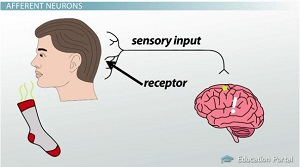 AFFERENT NEURONS
sensory input
receptor
!
Education Portal